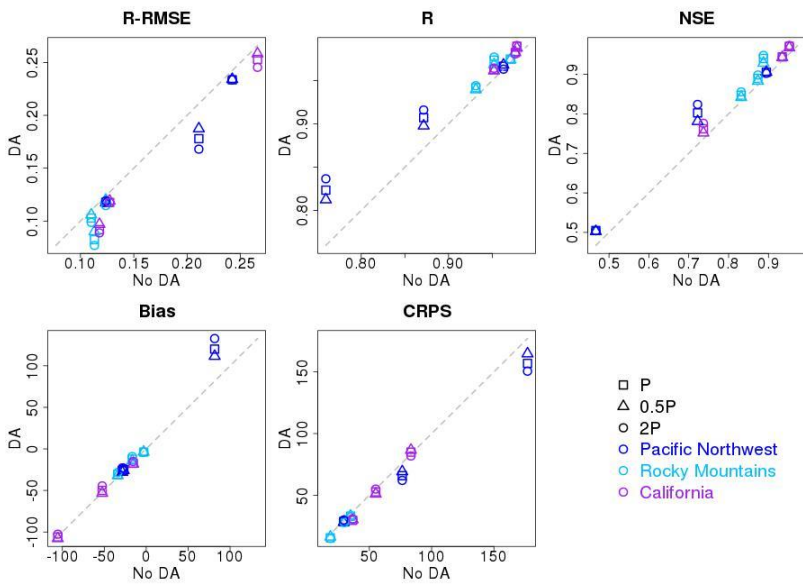 R-RMSE
R
NSE
DA
0.10 0.15 0.20 0.25
0.10 0.15 0.20 0.25
No DA
DA
0.80 0.90
0.80 0.90
No DA
DA
0.5 0.6 0.7 0.8 0.9
0.5 0.6 0.7 0.8 0.9
No DA
Bias
CRPS
DA
-100 -50 0 50 100
-100 -50 0 50 100
No DA
DA
50 100 150
50 100 150
No DA
P
0.5P
2P
Pacific Northwest
Rocky Mountains
California